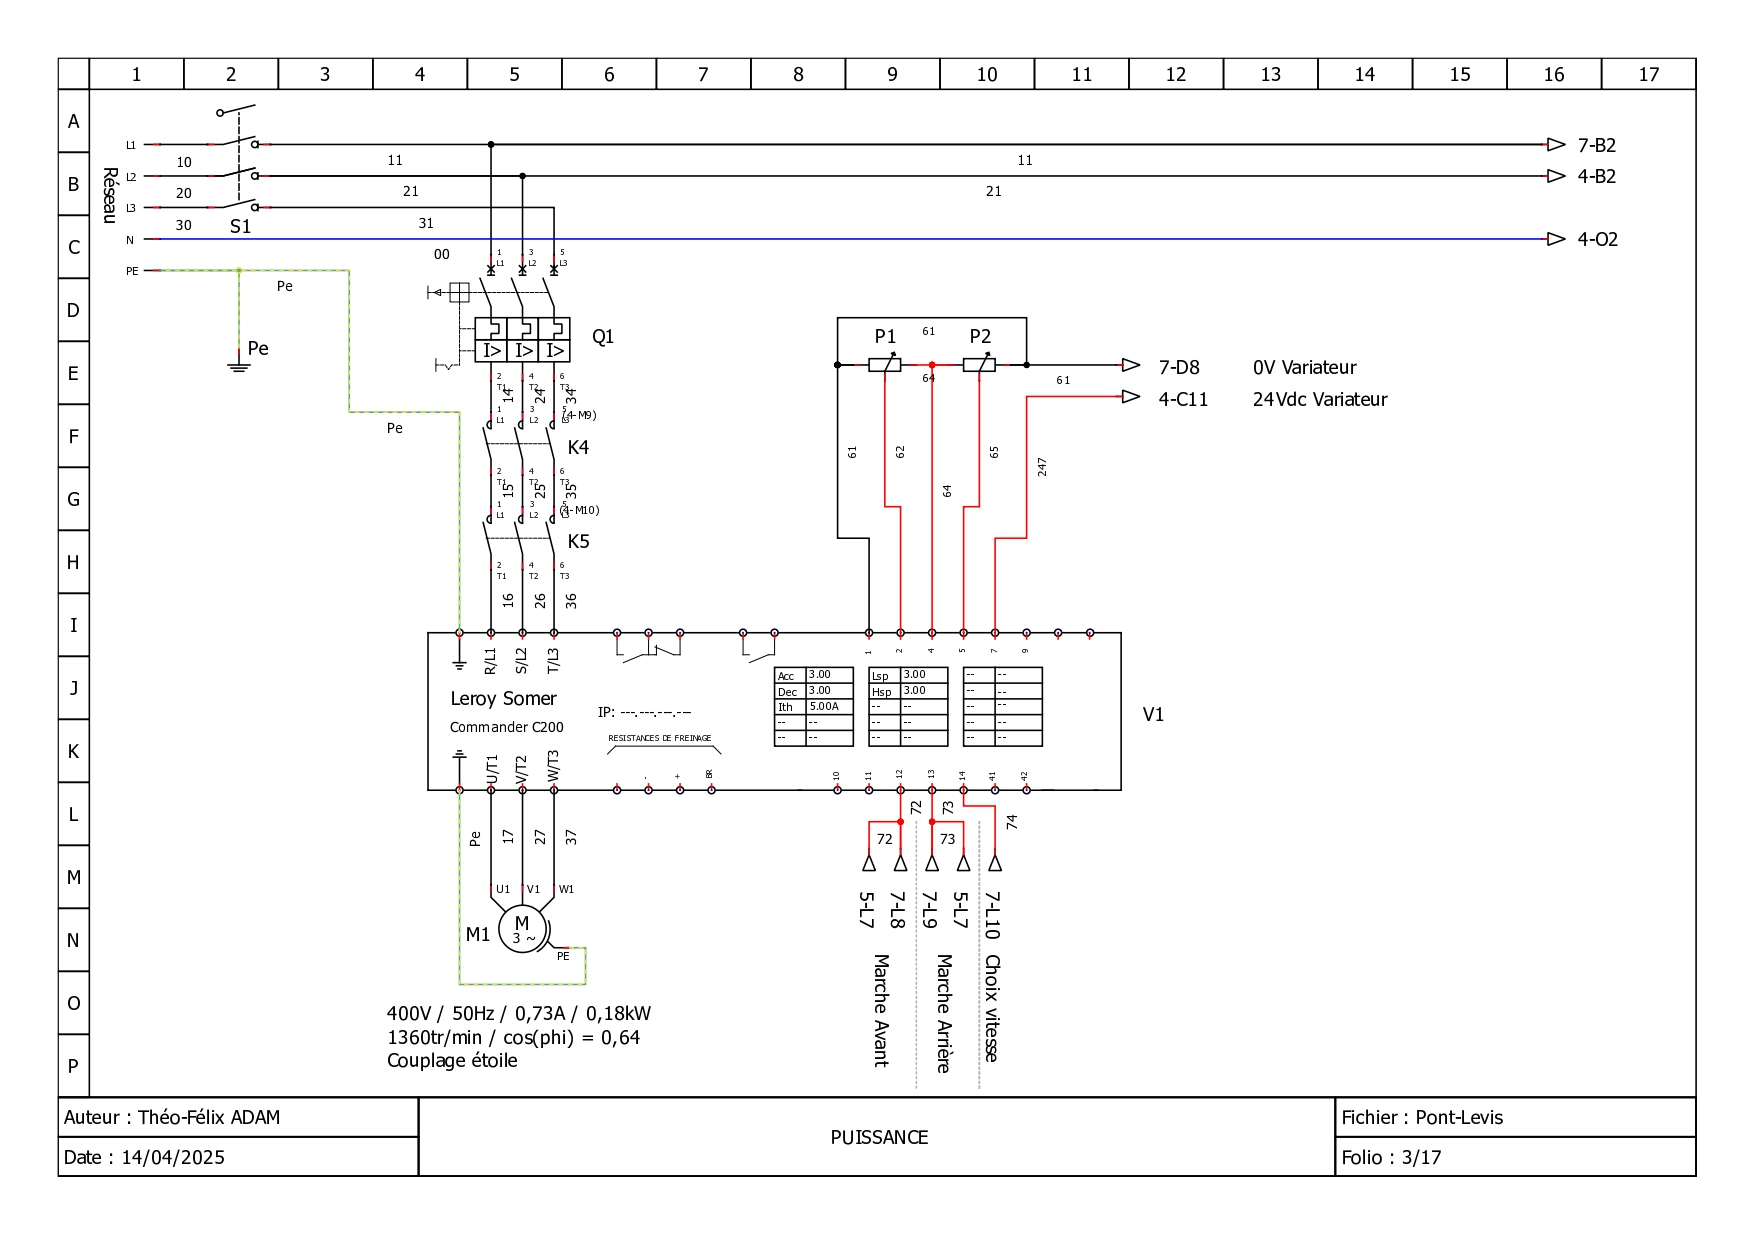 1 2 3 4 5 6 7 8 9 10 11 12 13 14 15 16 17
A
B
C
D
E
F
G
H
I
J
K
L
M
N
O
P
Réseau
L1
L2
L3
N
PE
10
20
30
S1
11
21
31
00
11
21
7-B2
4-B2
4-O2
Pe
Pe
Pe
1 3 5
L1 L2 L3
Q1
I> I> I>
2 4 6
T1 T2 T3
14 24 34
1 3 5
L1 L2 L3
(4-M9)
K4
2 4 6
T1 T2 T3
15 25 35
1 3 5
L1 L2 L3
(4-M10)
K5
2 4 6
T1 T2 T3
16 26 36
P1 61 P2
64
61
7-D8 0V Variateur
4-C11 24Vdc Variateur
61 62 64 65 247
R/L1 S/L2 T/L3
1 2 4 5 7 9
Leroy Somer
Commander C200
IP: ---.---.---.---
RESISTANCES DE FREINAGE
Acc 3.00
Dec 3.00
Ith 5.00A
-- --
-- --
Lsp 3.00
Hsp 3.00
-- --
-- --
-- --
-- --
-- --
-- --
-- --
-- --
V1
U/T1 V/T2 W/T3
- + BR
10 11 12 13 14 41 42
Pe 17 27 37
72 73 74
72 73
U1 V1 W1
M1
M
3 ~
PE
5-L7 7-L8 7-L9 5-L7 7-L10
Marche Avant
Marche Arrière
Choix vitesse
400V / 50Hz / 0,73A / 0,18kW
1360tr/min / cos(phi) = 0,64
Couplage étoile
Auteur : Théo-Félix ADAM
Date : 14/04/2025
PUISSANCE
Fichier : Pont-Levis
Folio : 3/17